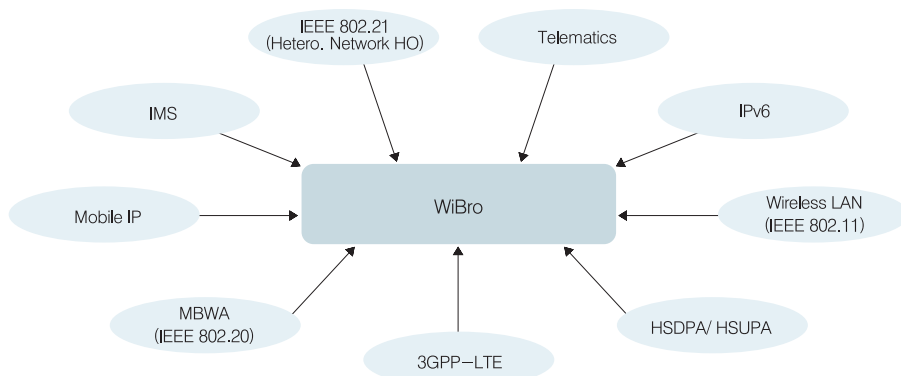 IEEE 802.21
(Hetero. Network HO)
Telematics
IMS
IPv6
Mobile IP
WiBro
Wireless LAN
(IEEE 802.11)
MBWA
(IEEE 802.20)
3GPP-LTE
HSDPA/ HSUPA